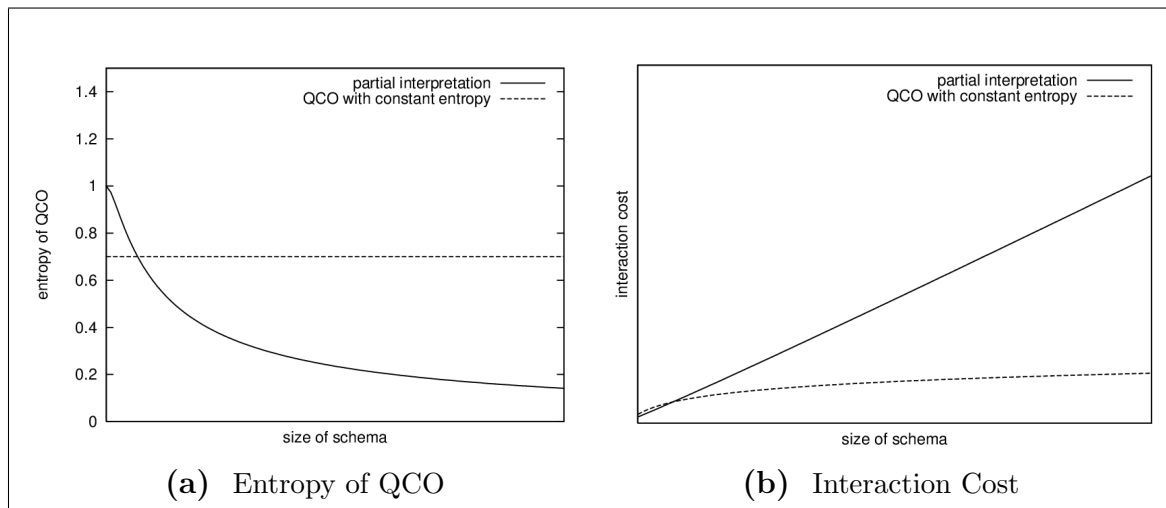 partial interpretation
QCO with constant entropy
1.4
1.2
1
0.8
0.6
0.4
0.2
0
entropy of QCO
size of schema
(a) Entropy of QCO
partial interpretation
QCO with constant entropy
interaction cost
size of schema
(b) Interaction Cost